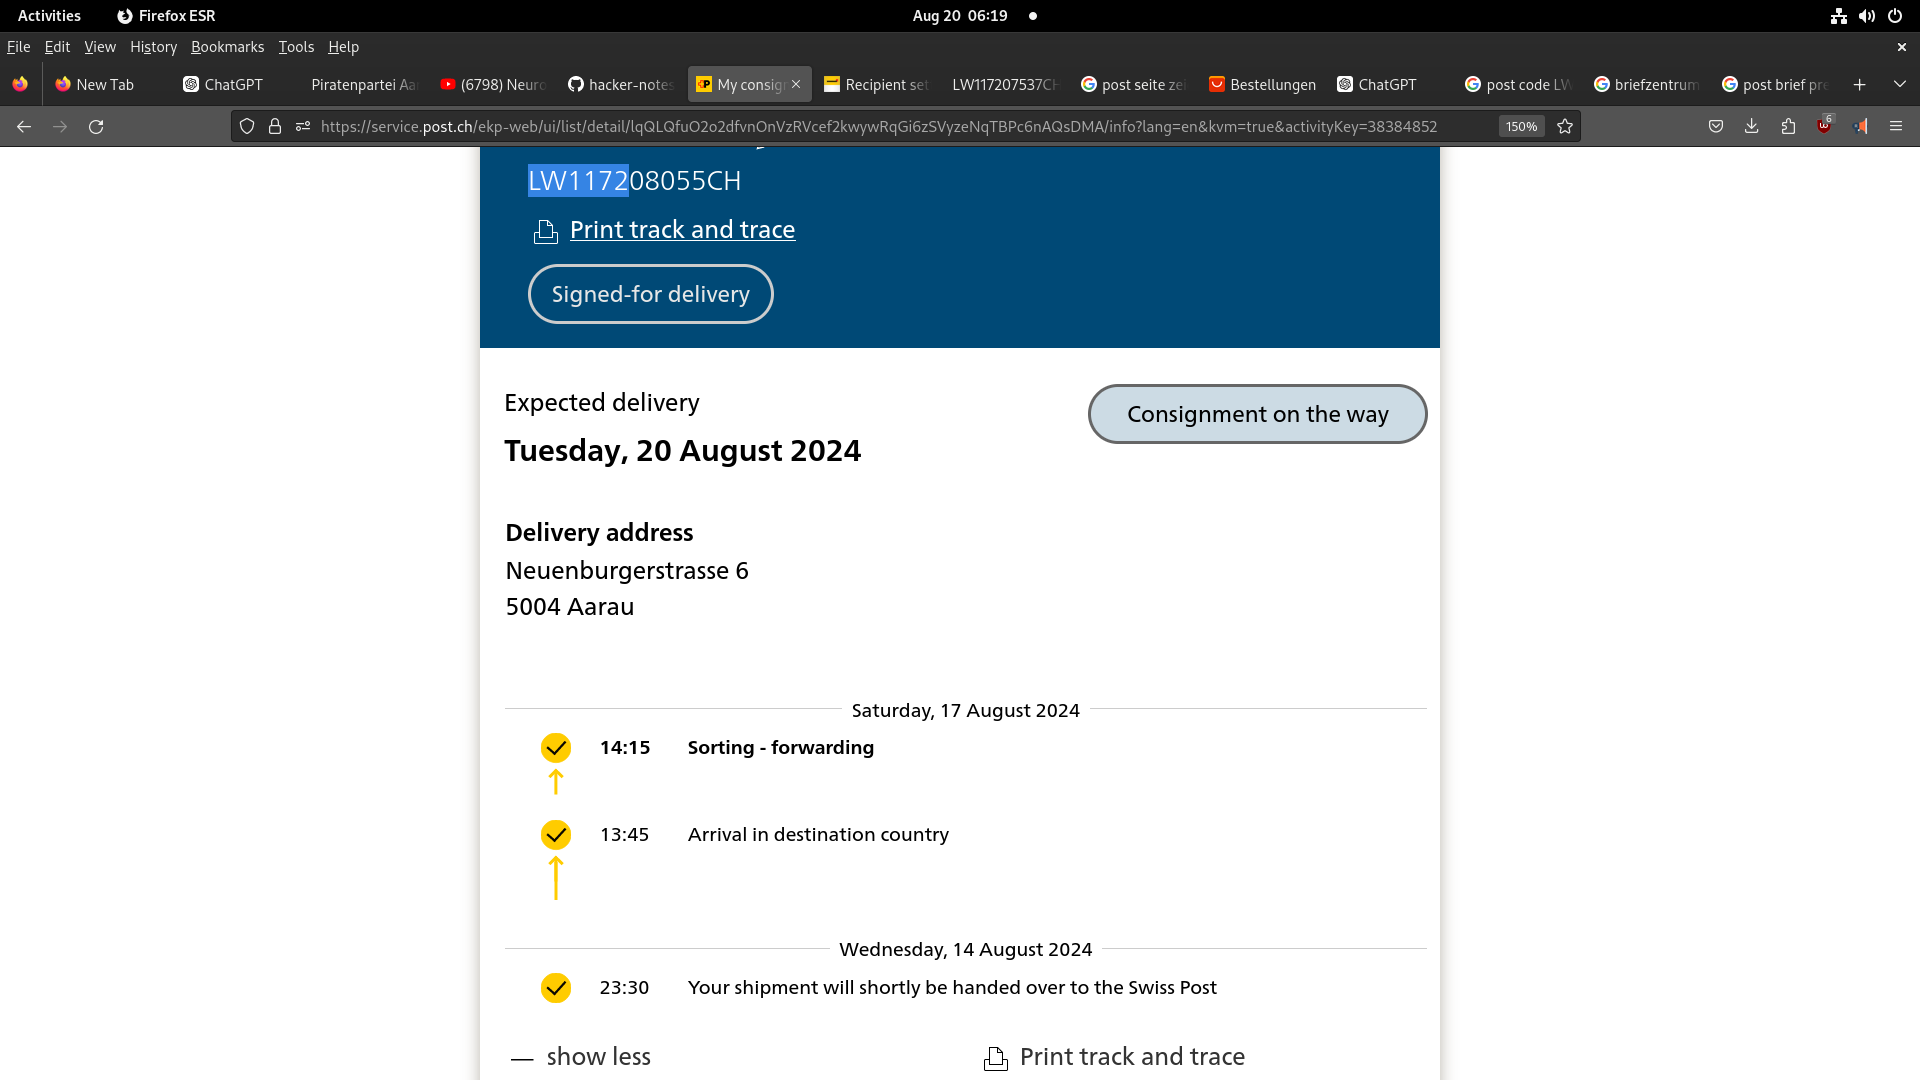 Activities Firefox ESR Aug 20 06:19
File Edit View History Bookmarks Tools Help
New Tab ChatGPT Piratenpartei Aa (6798) Neuro hacker-notes My consig Recipient set LW117207537CH post seite zei Bestellungen ChatGPT post code LW briefzentrum post brief pre
https://service.post.ch/ekp-web/ui/list/detail/lqQLQfuO2o2dfvnOnVzRVcef2kwywRqGi6zSVyzeNqTBPc6nAQsDMA/info?lang=en&kvm=true&activityKey=38384852 150% 6
LW117208055CH
Print track and trace
Signed-for delivery
Expected delivery
Consignment on the way
Tuesday, 20 August 2024
Delivery address
Neuenburgerstrasse 6
5004 Aarau
Saturday, 17 August 2024
14:15 Sorting - forwarding
13:45 Arrival in destination country
Wednesday, 14 August 2024
23:30 Your shipment will shortly be handed over to the Swiss Post
show less Print track and trace